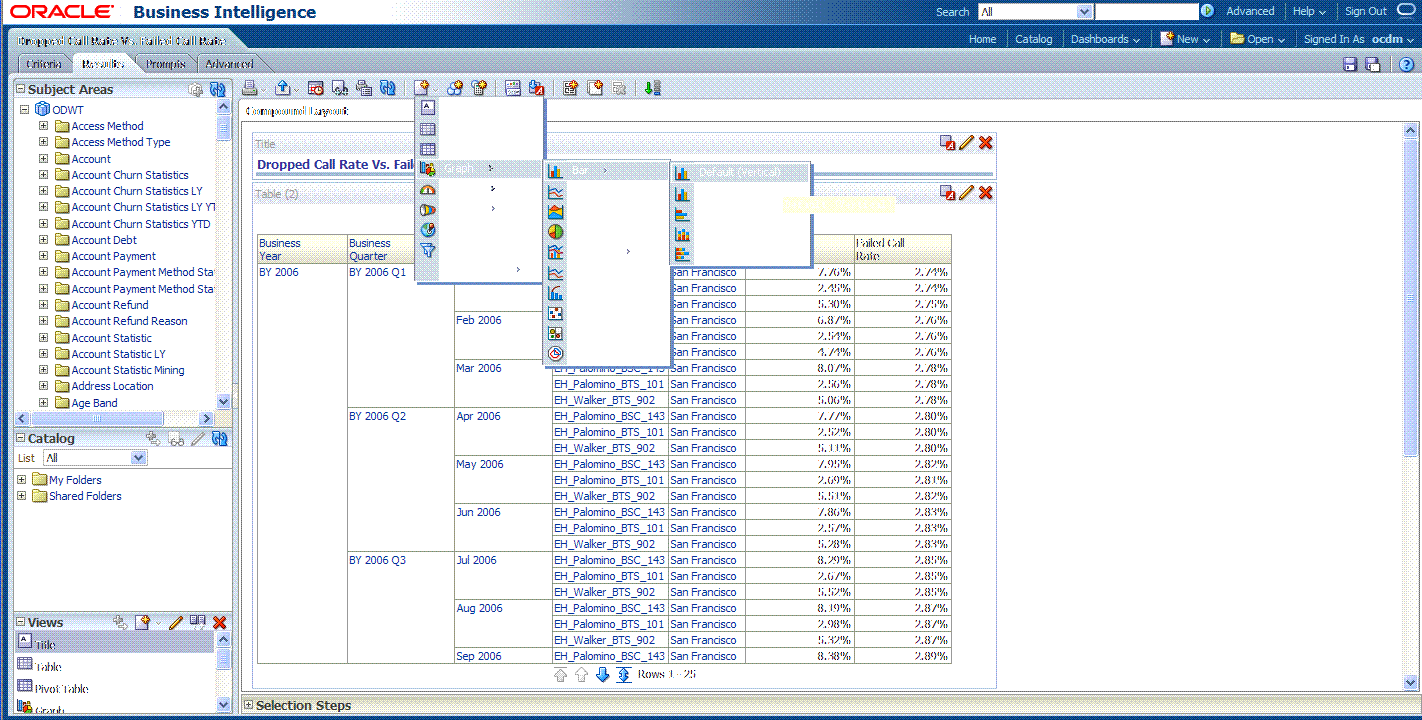 ORACLE Business Intelligence
Search All Advanced Help Sign Out
Dropped Call Rate Vs. Failed Call Rate
Home Catalog Dashboards New Open Signed In As ocdm
Criteria Results Prompts Advanced
Subject Areas
ODWT
Access Method
Access Method Type
Account
Account Churn Statistics
Account Churn Statistics LY
Account Churn Statistics LY YT
Account Churn Statistics YTD
Account Debt
Account Payment
Account Payment Method Sta
Account Payment Method Sta
Account Refund
Account Refund Reason
Account Statistic
Account Statistic LY
Account Statistic Mining
Address Location
Age Band
Catalog
List All
My Folders
Shared Folders
Views
Title
Table
Pivot Table
Graph
Compound Layout
Title
Dropped Call Rate Vs. Fail
Table (2)
Graph
Bar
Default (Vertical)
Business Year Business Quarter Failed Call Rate
BY 2006 BY 2006 Q1 San Francisco 7.76% 2.74%
San Francisco 2.45% 2.74%
San Francisco 5.30% 2.75%
Feb 2006 San Francisco 6.87% 2.76%
San Francisco 2.54% 2.76%
San Francisco 4.74% 2.76%
Mar 2006 EH_Palomino_BSC_143 San Francisco 8.07% 2.78%
EH_Palomino_BTS_101 San Francisco 2.56% 2.78%
EH_Walker_BTS_902 San Francisco 5.06% 2.78%
BY 2006 Q2 Apr 2006 EH_Palomino_BSC_143 San Francisco 7.77% 2.80%
EH_Palomino_BTS_101 San Francisco 2.52% 2.80%
EH_Walker_BTS_902 San Francisco 5.11% 2.80%
May 2006 EH_Palomino_BSC_143 San Francisco 7.95% 2.82%
EH_Palomino_BTS_101 San Francisco 2.69% 2.81%
EH_Walker_BTS_902 San Francisco 5.51% 2.82%
Jun 2006 EH_Palomino_BSC_143 San Francisco 7.86% 2.83%
EH_Palomino_BTS_101 San Francisco 2.57% 2.83%
EH_Walker_BTS_902 San Francisco 5.28% 2.83%
BY 2006 Q3 Jul 2006 EH_Palomino_BSC_143 San Francisco 8.29% 2.85%
EH_Palomino_BTS_101 San Francisco 2.67% 2.85%
EH_Walker_BTS_902 San Francisco 5.52% 2.85%
Aug 2006 EH_Palomino_BSC_143 San Francisco 8.19% 2.87%
EH_Palomino_BTS_101 San Francisco 2.98% 2.87%
EH_Walker_BTS_902 San Francisco 5.32% 2.87%
Sep 2006 EH_Palomino_BSC_143 San Francisco 8.38% 2.89%
Rows 1 - 25
Selection Steps